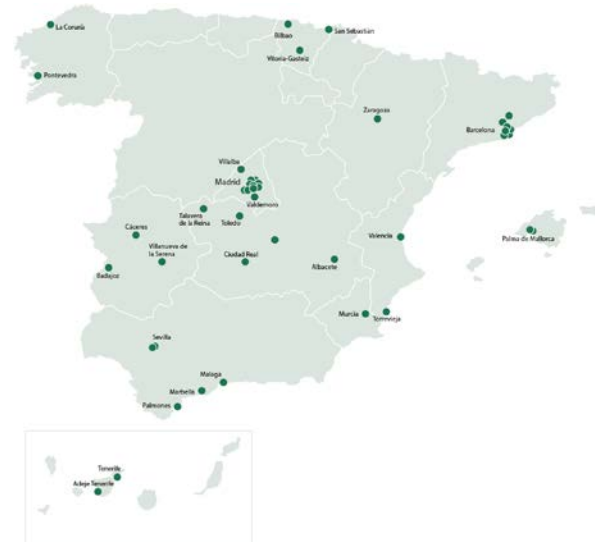 La Coruña
Bilbao
San Sebastián
Vitoria-Gasteiz
Pontevedra
Zaragoza
Barcelona
Villalba
Madrid
Valdemoro
Talavera
de la Reina
Toledo
Cáceres
Valencia
Palma de Mallorca
Villanueva de
la Serena
Ciudad Real
Albacete
Badajoz
Murcia
Torrevieja
Sevilla
Malaga
Marbella
Palmones
Tenerife
Adeje Tenerife